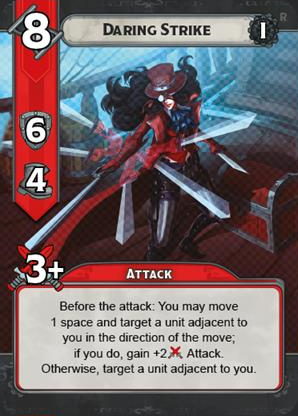 8
DARING STRIKE
I
R
6
4
3+
ATTACK
Before the attack: You may move
1 space and target a unit adjacent to
you in the direction of the move;
if you do, gain +2 Attack.
Otherwise, target a unit adjacent to you.